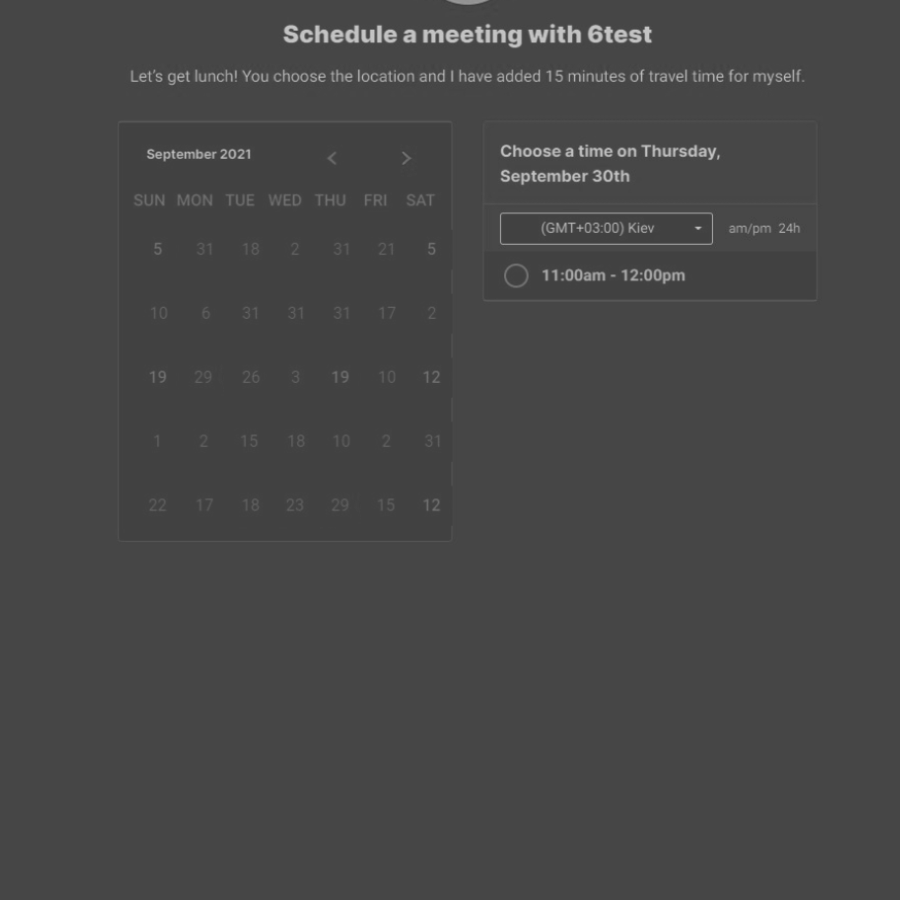 Schedule a meeting with 6test
Let's get lunch! You choose the location and I have added 15 minutes of travel time for myself.
September 2021
SUN MON TUE WED THU FRI SAT
5 31 18 2 31 21 5
10 6 31 31 31 17 2
19 29 26 3 19 10 12
1 2 15 18 10 2 31
22 17 18 23 29 15 12
Choose a time on Thursday,
September 30th
(GMT+03:00) Kiev am/pm 24h
11:00am - 12:00pm